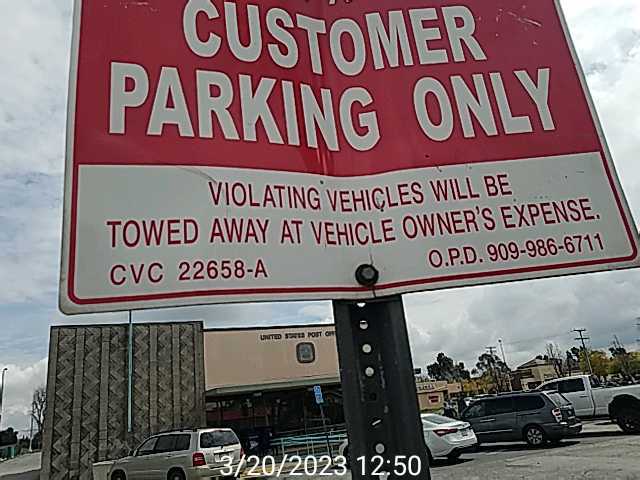 CUSTOMER
PARKING ONLY
VIOLATING VEHICLES WILL BE
TOWED AWAY AT VEHICLE OWNER'S EXPENSE.
CVC 22658-A
O.P.D. 909-986-6711
UNITED STATES POST
3/20/2023 12:50